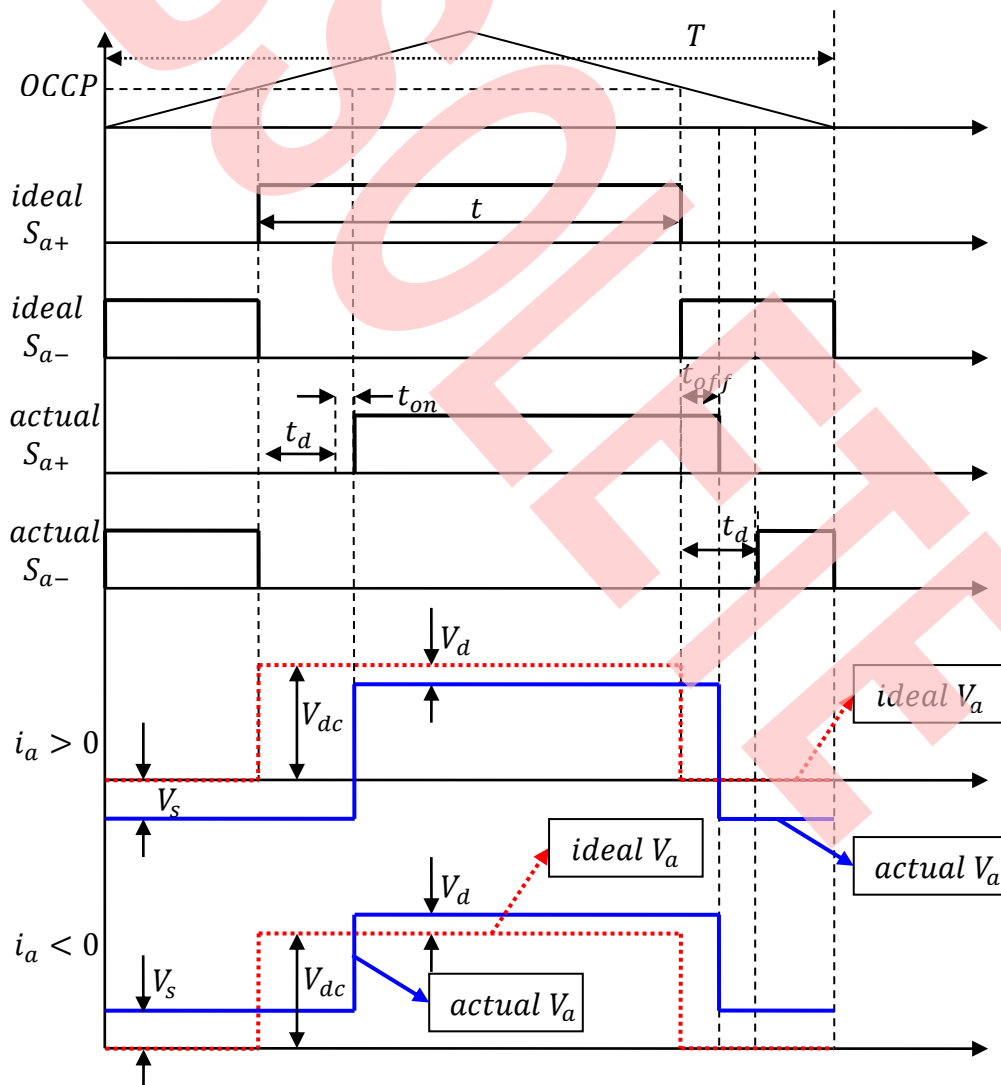 T
OCCP
ideal
S_{a+}
t
ideal
S_{a−}
t_{off}
t_{on}
actual
S_{a+}
t_d
actual
S_{a−}
t_d
V_d
ideal V_a
V_{dc}
i_a > 0
V_s
ideal V_a
actual V_a
V_d
i_a < 0
V_s
V_{dc}
actual V_a
OBSOLETE